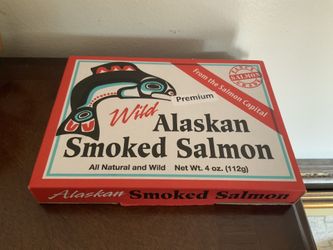 From the Salmon Capital
SALMON
Premium
Wild Alaskan
Smoked Salmon
All Natural and Wild Net Wt. 4 oz. (112g)
Alaskan Smoked Salmon